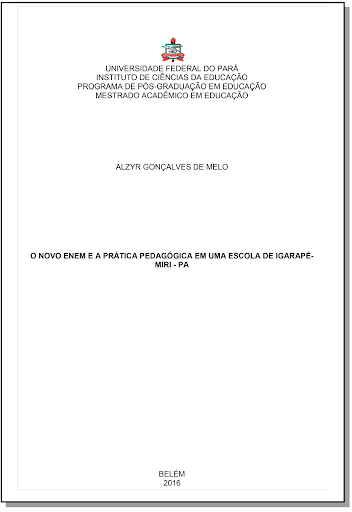 UNIVERSIDADE FEDERAL DO PARÁ
INSTITUTO DE CIÊNCIAS DA EDUCAÇÃO
PROGRAMA DE PÓS-GRADUAÇÃO EM EDUCAÇÃO
MESTRADO ACADÊMICO EM EDUCAÇÃO
ALZYR GONÇALVES DE MELO
O NOVO ENEM E A PRÁTICA PEDAGÓGICA EM UMA ESCOLA DE IGARAPÉ-
MIRI - PA
BELÉM
2016